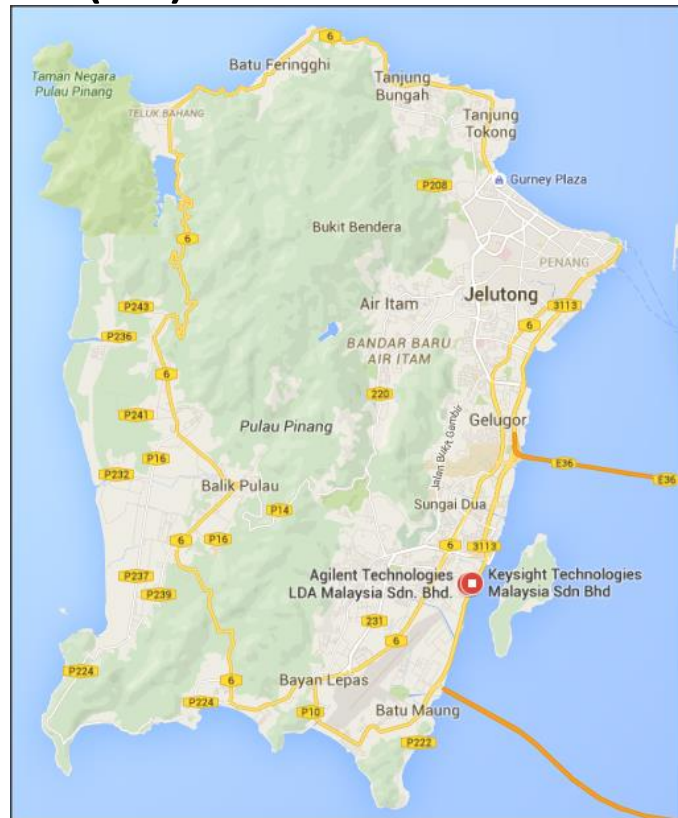 6
Batu Feringghi
Taman Negara
Pulau Pinang
Tanjung
Bungah
TELUK BAHANG
Tanjung
Tokong
P208
Gurney Plaza
Bukit Bendera
6
PENANG
Jelutong
P243
Air Itam
3113
6
P236
BANDAR BARU
AIR ITAM
6
220
P241
Gelugor
Pulau Pinang
Jalan Bukit Gambir
P16
E36
P232
E36
Balik Pulau
Sungai Dua
P14
6
P16
6
3113
P237
Agilent Technologies
LDA Malaysia Sdn. Bhd.
Keysight Technologies
Malaysia Sdn Bhd
P239
231
6
P224
6
Bayan Lepas
P224
P10
Batu Maung
P222